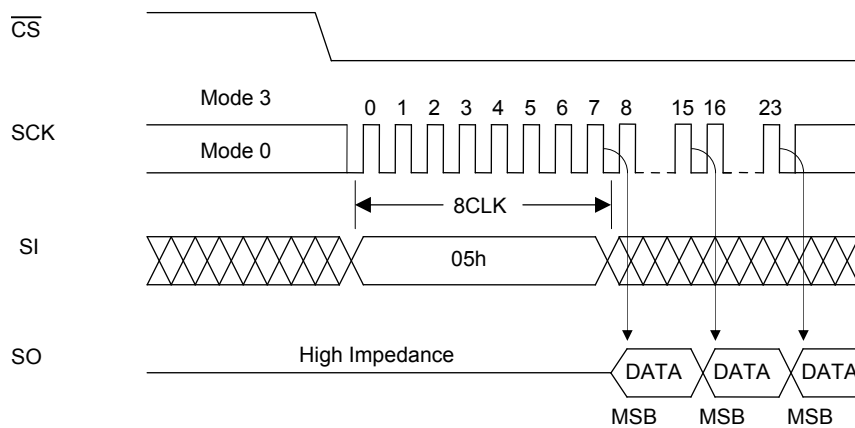 CS
Mode 3
0 1 2 3 4 5 6 7 8 15 16 23
SCK
Mode 0
8CLK
SI
05h
SO
High Impedance
DATA DATA DATA
MSB MSB MSB